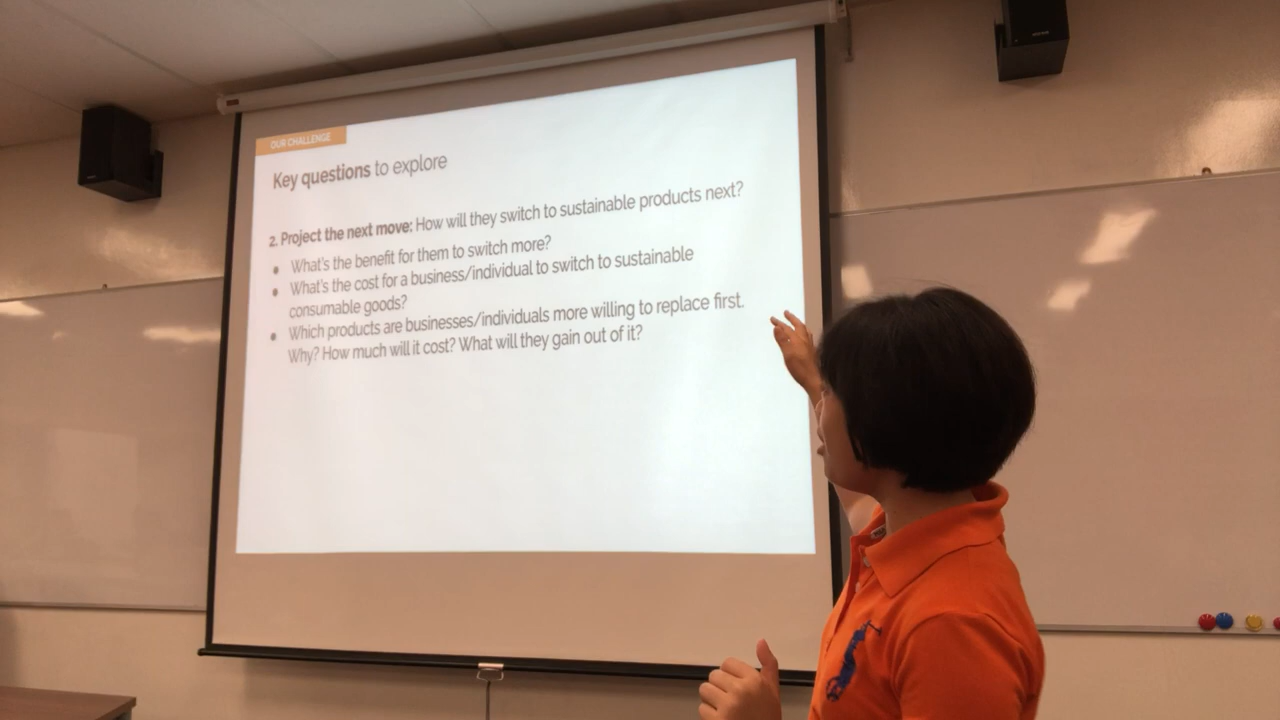 OUR CHALLENGE
Key questions to explore
2. Project the next move: How will they switch to sustainable products next?
● What's the benefit for them to switch more?
● What's the cost for a business/individual to switch to sustainable
consumable goods?
● Which products are businesses/individuals more willing to replace first.
Why? How much will it cost? What will they gain out of it?